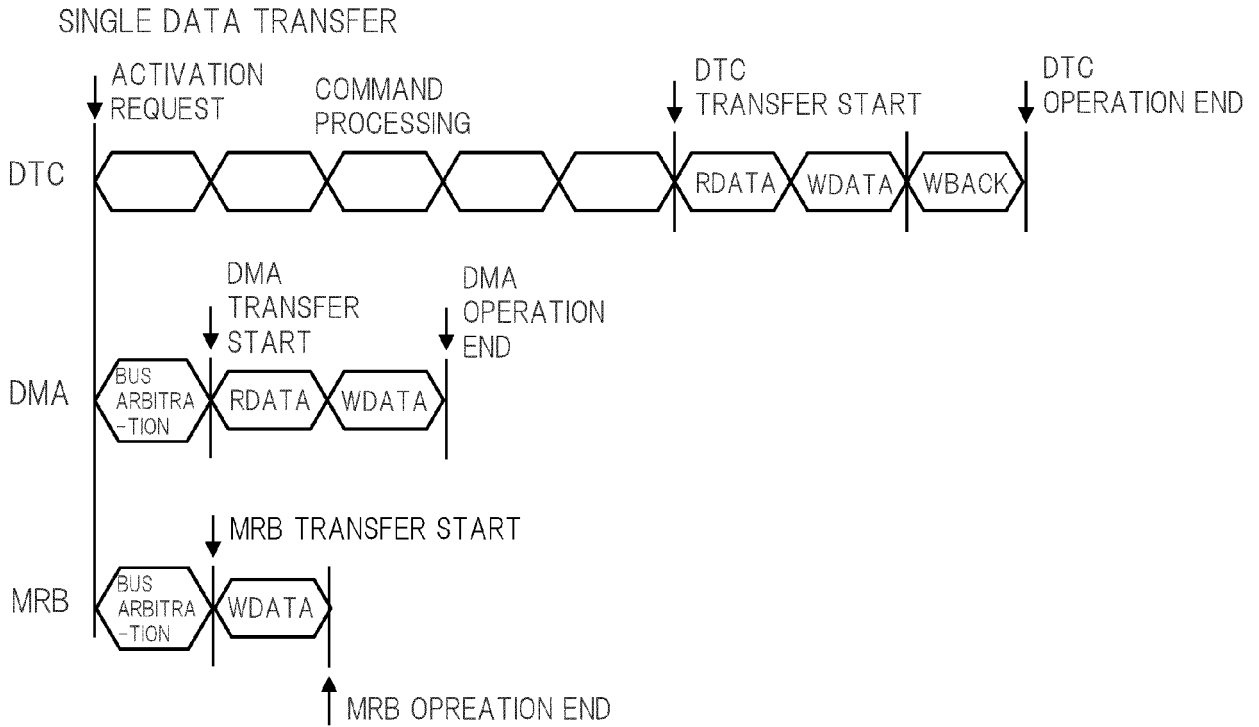 SINGLE DATA TRANSFER
ACTIVATION
REQUEST
COMMAND
PROCESSING
DTC
TRANSFER START
DTC
OPERATION END
DTC
RDATA
WDATA
WBACK
DMA
TRANSFER
START
DMA
OPERATION
END
DMA
BUS
ARBITRA
-TION
RDATA
WDATA
MRB TRANSFER START
MRB
BUS
ARBITRA
-TION
WDATA
MRB OPREATION END